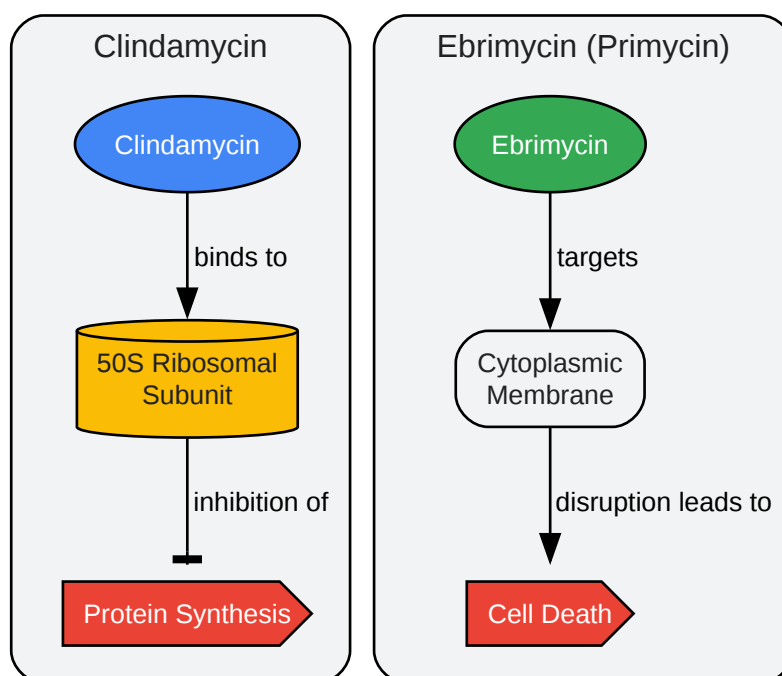 Clindamycin
Clindamycin
binds to
50S Ribosomal
Subunit
inhibition of
Protein Synthesis
Ebrimycin (Primycin)
Ebrimycin
targets
Cytoplasmic
Membrane
disruption leads to
Cell Death